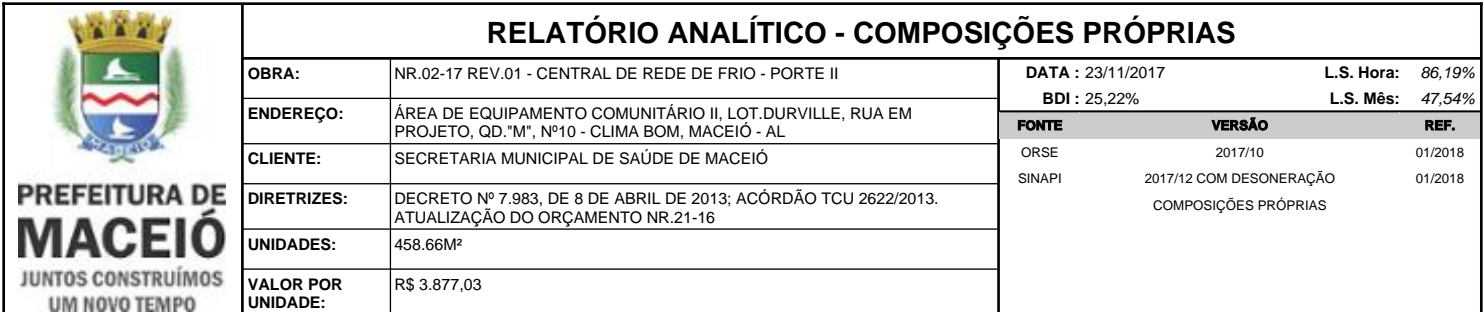 MACEIÓ
PREFEITURA DE
MACEIÓ
JUNTOS CONSTRUÍMOS
UM NOVO TEMPO
RELATÓRIO ANALÍTICO - COMPOSIÇÕES PRÓPRIAS
OBRA: NR.02-17 REV.01 - CENTRAL DE REDE DE FRIO - PORTE II
ENDEREÇO: ÁREA DE EQUIPAMENTO COMUNITÁRIO II, LOT.DURVILLE, RUA EM
PROJETO, QD."M", Nº10 - CLIMA BOM, MACEIÓ - AL
CLIENTE: SECRETARIA MUNICIPAL DE SAÚDE DE MACEIÓ
DIRETRIZES: DECRETO Nº 7.983, DE 8 DE ABRIL DE 2013; ACÓRDÃO TCU 2622/2013.
ATUALIZAÇÃO DO ORÇAMENTO NR.21-16
UNIDADES: 458.66M²
VALOR POR
UNIDADE: R$ 3.877,03
DATA : 23/11/2017 L.S. Hora: 86,19%
BDI : 25,22% L.S. Mês: 47,54%
FONTE VERSÃO REF.
ORSE 2017/10 01/2018
SINAPI 2017/12 COM DESONERAÇÃO 01/2018
COMPOSIÇÕES PRÓPRIAS